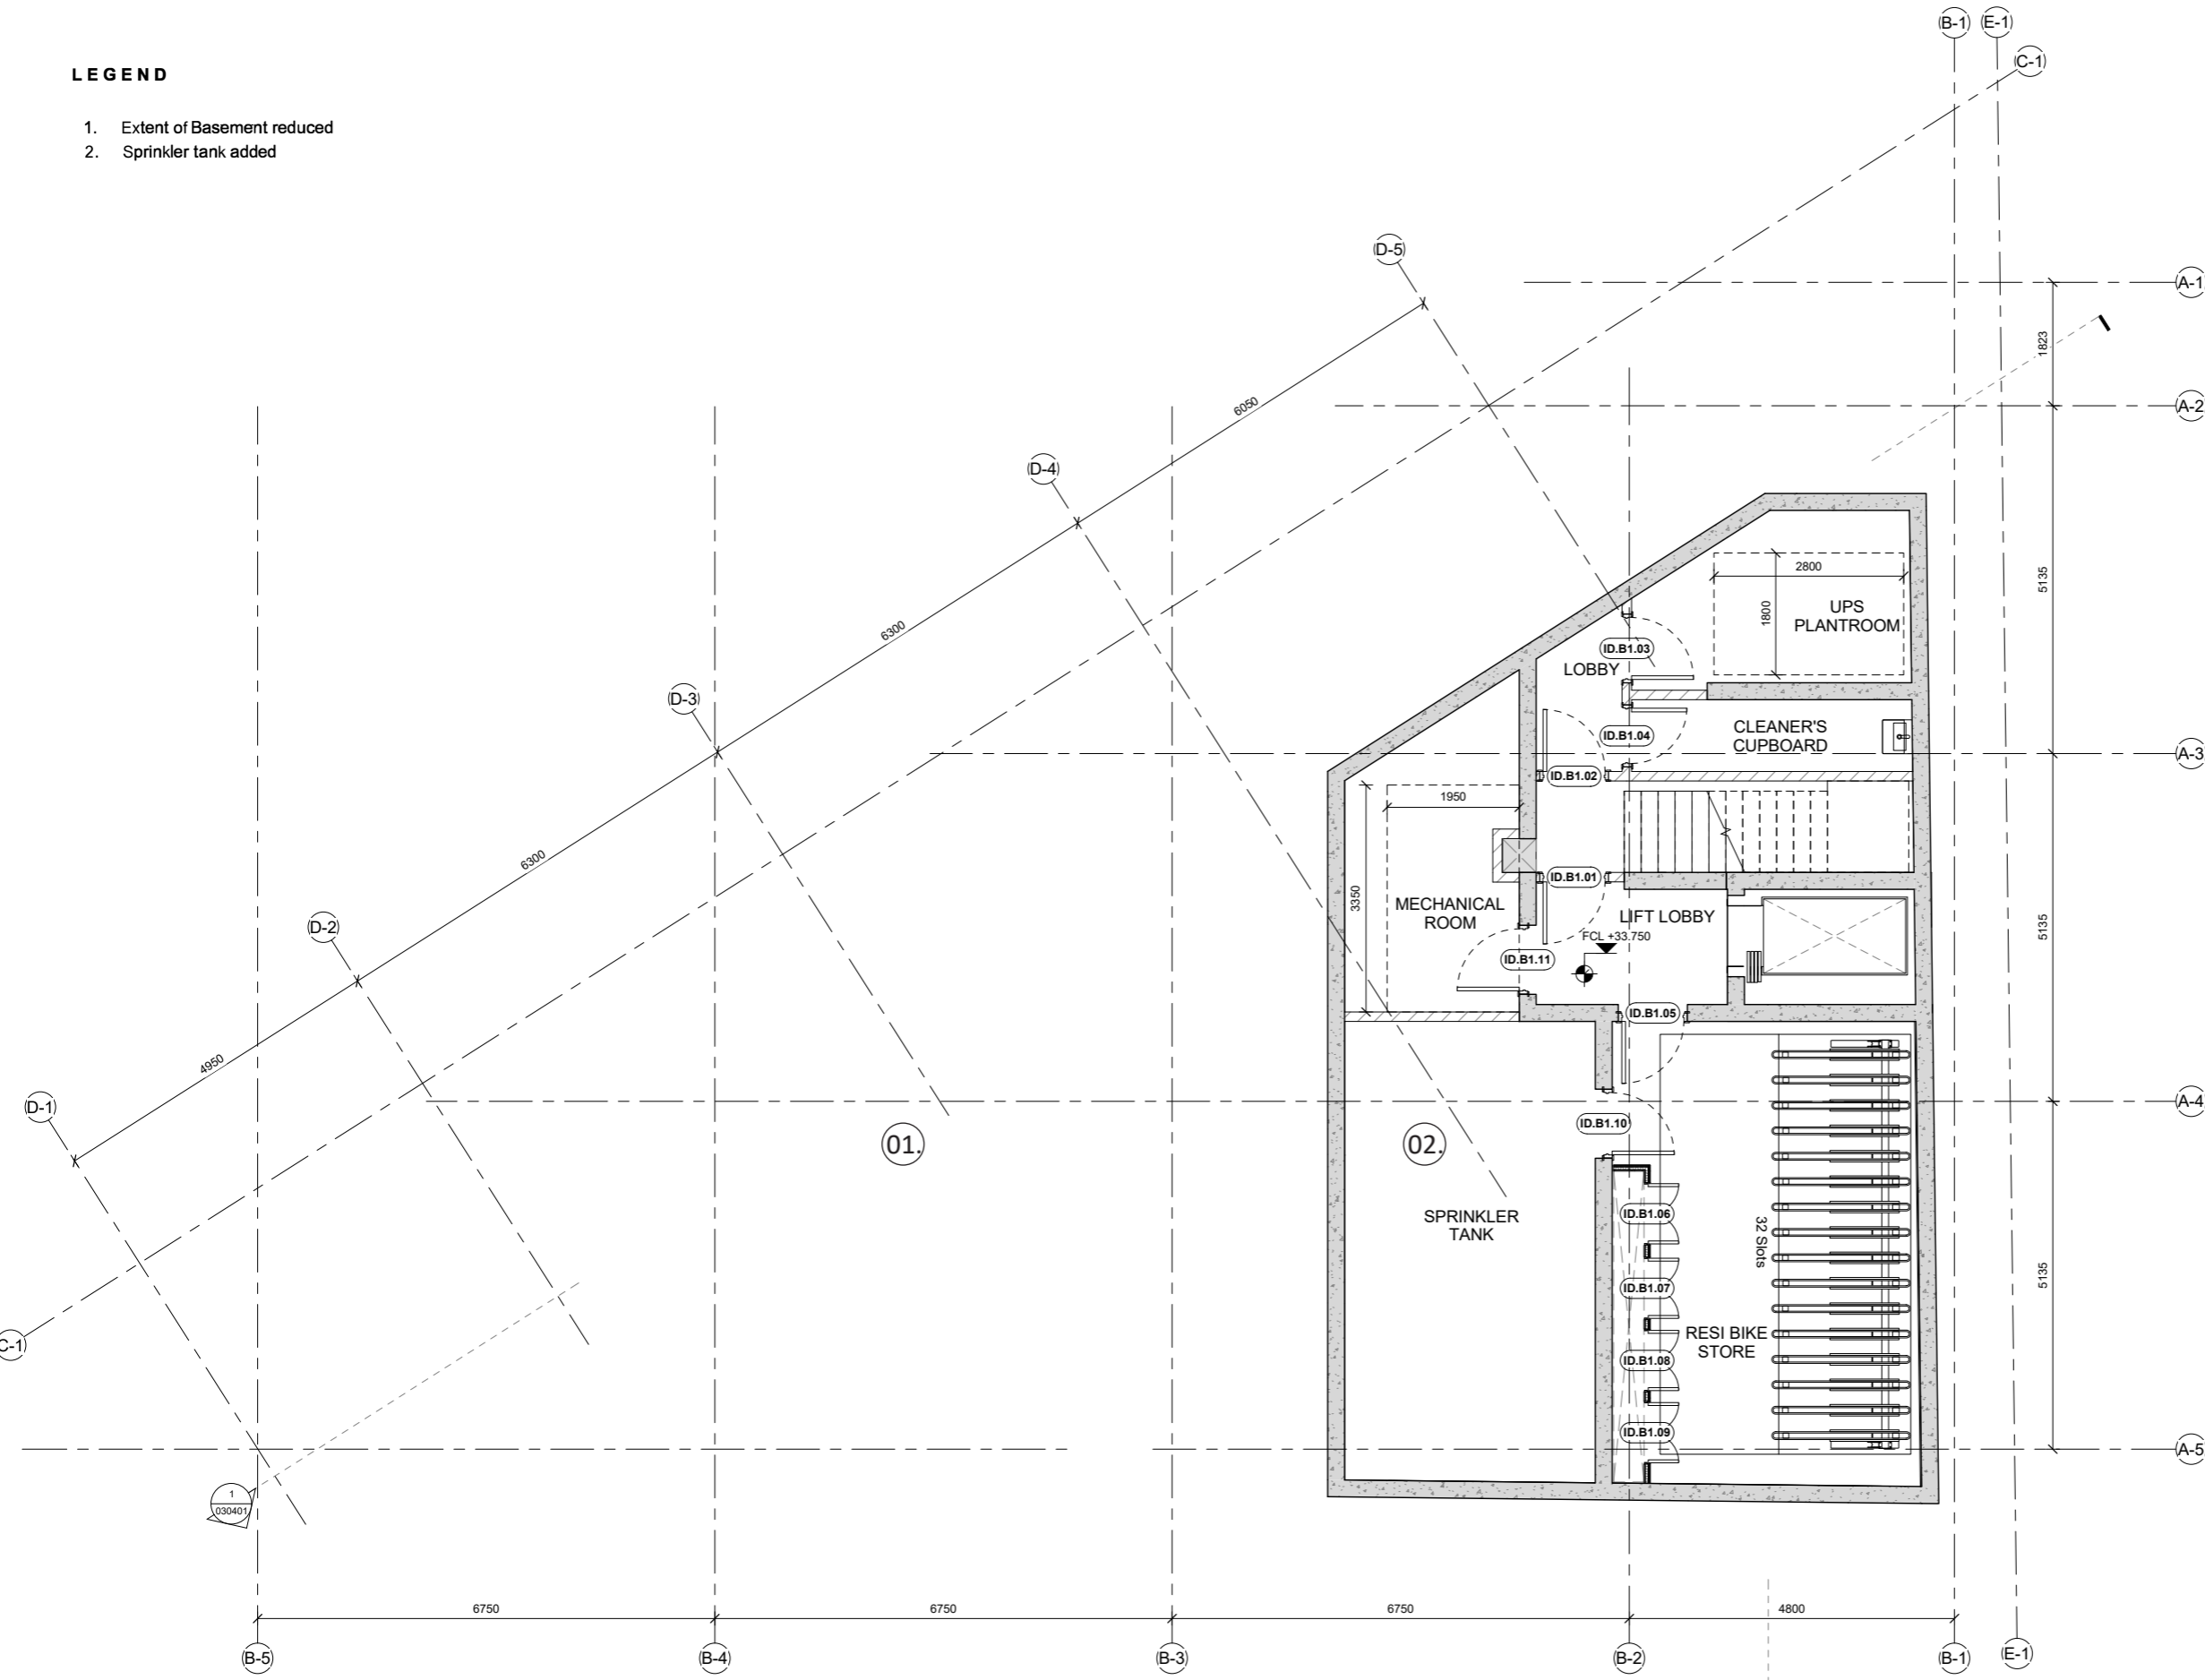 LEGEND
1. Extent of Basement reduced
2. Sprinkler tank added
B-1
E-1
C-1
D-5
A-1
1823
A-2
6050
D-4
5135
2800
1800
UPS
PLANTROOM
6300
ID.B1.03
LOBBY
D-3
CLEANER'S
CUPBOARD
ID.B1.04
A-3
ID.B1.02
1950
6300
ID.B1.01
3350
MECHANICAL
ROOM
LIFT LOBBY
FCL +33.750
5135
D-2
ID.B1.11
ID.B1.05
4950
D-1
A-4
01.
02.
ID.B1.10
SPRINKLER
TANK
ID.B1.06
32 Slots
5135
ID.B1.07
C-1
RESI BIKE
STORE
ID.B1.08
ID.B1.09
A-5
1
030401
6750
6750
6750
4800
B-5
B-4
B-3
B-2
B-1
E-1